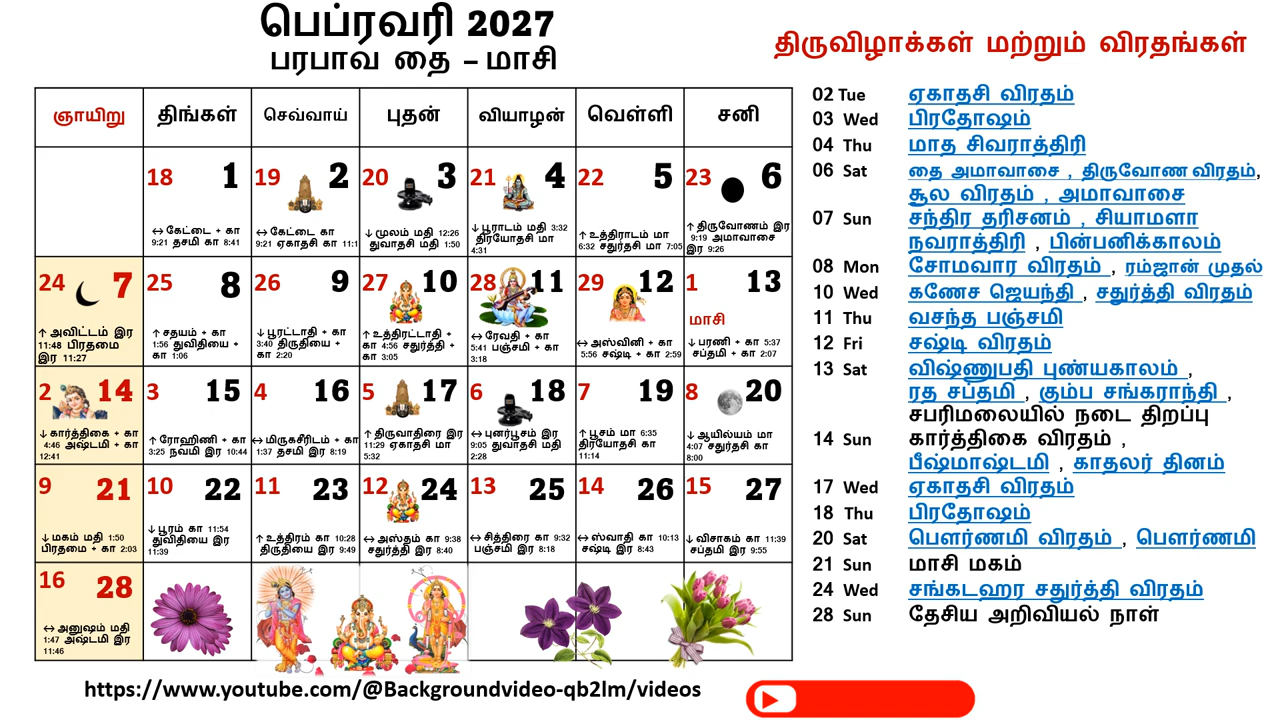 பெப்ரவரி 2027
பரபாவ தை – மாசி
திருவிழாக்கள் மற்றும் விரதங்கள்
ஞாயிறு திங்கள் செவ்வாய் புதன் வியாழன் வெள்ளி சனி
18 1 19 2 20 3 21 4 22 5 23 6
↔ கேட்டை + கா
9:21 தசமி கா 8:41
↔ கேட்டை கா
9:21 ஏகாதசி கா 11:1
↓ மூலம் மதி 12:26
துவாதசி மதி 1:50
↓ பூராடம் மதி 3:32
திரயோதசி மா
4:31
↑ உத்திராடம் மா
6:32 சதுர்தசி மா 7:05
↑ திருவோணம் இர
9:19 அமாவாசை
இர 9:26
24 7 25 8 26 9 27 10 28 11 29 12 1 13
மாசி
↑ அவிட்டம் இர
11:48 பிரதமை
இர 11:27
↑ சதயம் + கா
1:56 துவிதியை +
கா 1:06
↓ பூரட்டாதி + கா
3:40 திருதியை +
கா 2:20
↑ உத்திரட்டாதி +
கா 4:56 சதுர்த்தி +
கா 3:05
↔ ரேவதி + கா
5:41 பஞ்சமி + கா
3:18
↔ அஸ்வினி + கா
5:56 சஷ்டி + கா 2:59
↓ பரணி + கா 5:37
சப்தமி + கா 2:07
2 14 3 15 4 16 5 17 6 18 7 19 8 20
↓ கார்த்திகை + கா
4:46 அஷ்டமி + கா
12:41
↑ ரோஹிணி + கா
3:25 நவமி இர 10:44
↔ மிருகசீரிடம் + கா
1:37 தசமி இர 8:19
↑ திருவாதிரை இர
11:29 ஏகாதசி மா
5:32
↔ புனர்பூசம் இர
9:05 துவாதசி மதி
2:28
↑ பூசம் மா 6:35
திரயோதசி கா
11:14
↓ ஆயில்யம் மா
4:07 சதுர்தசி கா
8:00
9 21 10 22 11 23 12 24 13 25 14 26 15 27
↓ மகம் மதி 1:50
பிரதமை + கா 2:03
↓ பூரம் கா 11:54
துவிதியை இர
11:39
↑ உத்திரம் கா 10:28
திருதியை இர 9:49
↔ அஸ்தம் கா 9:38
சதுர்த்தி இர 8:40
↔ சித்திரை கா 9:32
பஞ்சமி இர 8:18
↔ ஸ்வாதி கா 10:13
சஷ்டி இர 8:43
↓ விசாகம் கா 11:39
சப்தமி இர 9:55
16 28
↔ அனுஷம் மதி
1:47 அஷ்டமி இர
11:46
02 Tue ஏகாதசி விரதம்
03 Wed பிரதோஷம்
04 Thu மாத சிவராத்திரி
06 Sat தை அமாவாசை , திருவோண விரதம்,
சூல விரதம் , அமாவாசை
07 Sun சந்திர தரிசனம் , சியாமளா
நவராத்திரி , பின்பனிக்காலம்
08 Mon சோமவார விரதம் , ரம்ஜான் முதல்
10 Wed கணேச ஜெயந்தி , சதுர்த்தி விரதம்
11 Thu வசந்த பஞ்சமி
12 Fri சஷ்டி விரதம்
13 Sat விஷ்ணுபதி புண்யகாலம் ,
ரத சப்தமி , கும்ப சங்கராந்தி ,
சபரிமலையில் நடை திறப்பு
14 Sun கார்த்திகை விரதம் ,
பீஷ்மாஷ்டமி , காதலர் தினம்
17 Wed ஏகாதசி விரதம்
18 Thu பிரதோஷம்
20 Sat பௌர்ணமி விரதம் , பௌர்ணமி
21 Sun மாசி மகம்
24 Wed சங்கடஹர சதுர்த்தி விரதம்
28 Sun தேசிய அறிவியல் நாள்
https://www.youtube.com/@Backgroundvideo-qb2lm/videos